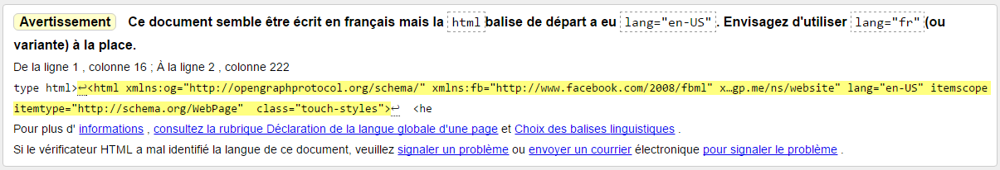 Avertissement Ce document semble être écrit en français mais la html balise de départ a eu lang="en-US" . Envisagez d'utiliser lang="fr" (ou
variante) à la place.
De la ligne 1 , colonne 16 ; À la ligne 2 , colonne 222
type html>↩<html xmlns:og="http://opengraphprotocol.org/schema/" xmlns:fb="http://www.facebook.com/2008/fbml" x…gp.me/ns/website" lang="en-US" itemscope
itemtype="http://schema.org/WebPage"  class="touch-styles">↩  <he
Pour plus d' informations , consultez la rubrique Déclaration de la langue globale d'une page et Choix des balises linguistiques .
Si le vérificateur HTML a mal identifié la langue de ce document, veuillez signaler un problème ou envoyer un courrier électronique pour signaler le problème .